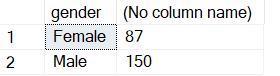 gender (No column name)
1 Female 87
2 Male 150